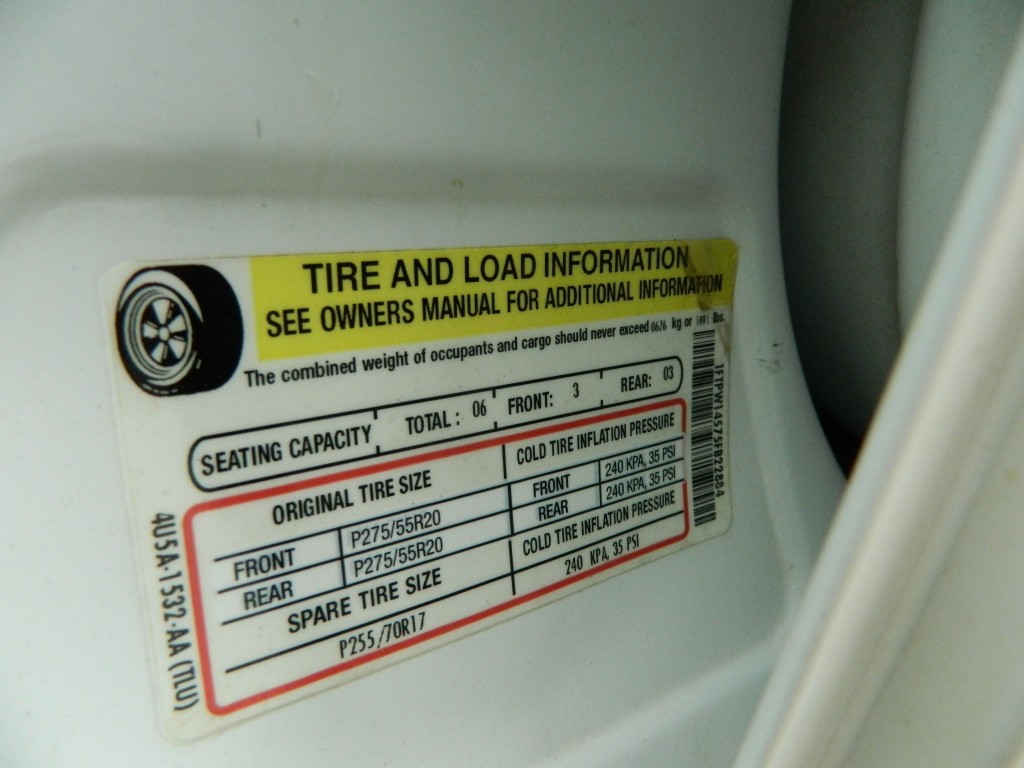 TIRE AND LOAD INFORMATION
SEE OWNERS MANUAL FOR ADDITIONAL INFORMATION
The combined weight of occupants and cargo should never exceed 0676 kg or 1491 lbs.
SEATING CAPACITY TOTAL: 06 FRONT: 3 REAR: 03
ORIGINAL TIRE SIZE COLD TIRE INFLATION PRESSURE
FRONT P275/55R20 FRONT 240 KPA, 35 PSI
REAR P275/55R20 REAR 240 KPA, 35 PSI
SPARE TIRE SIZE COLD TIRE INFLATION PRESSURE
P255/70R17 240 KPA, 35 PSI
4U5A-1532-AA (TLU)
1FTPW14575FB22884